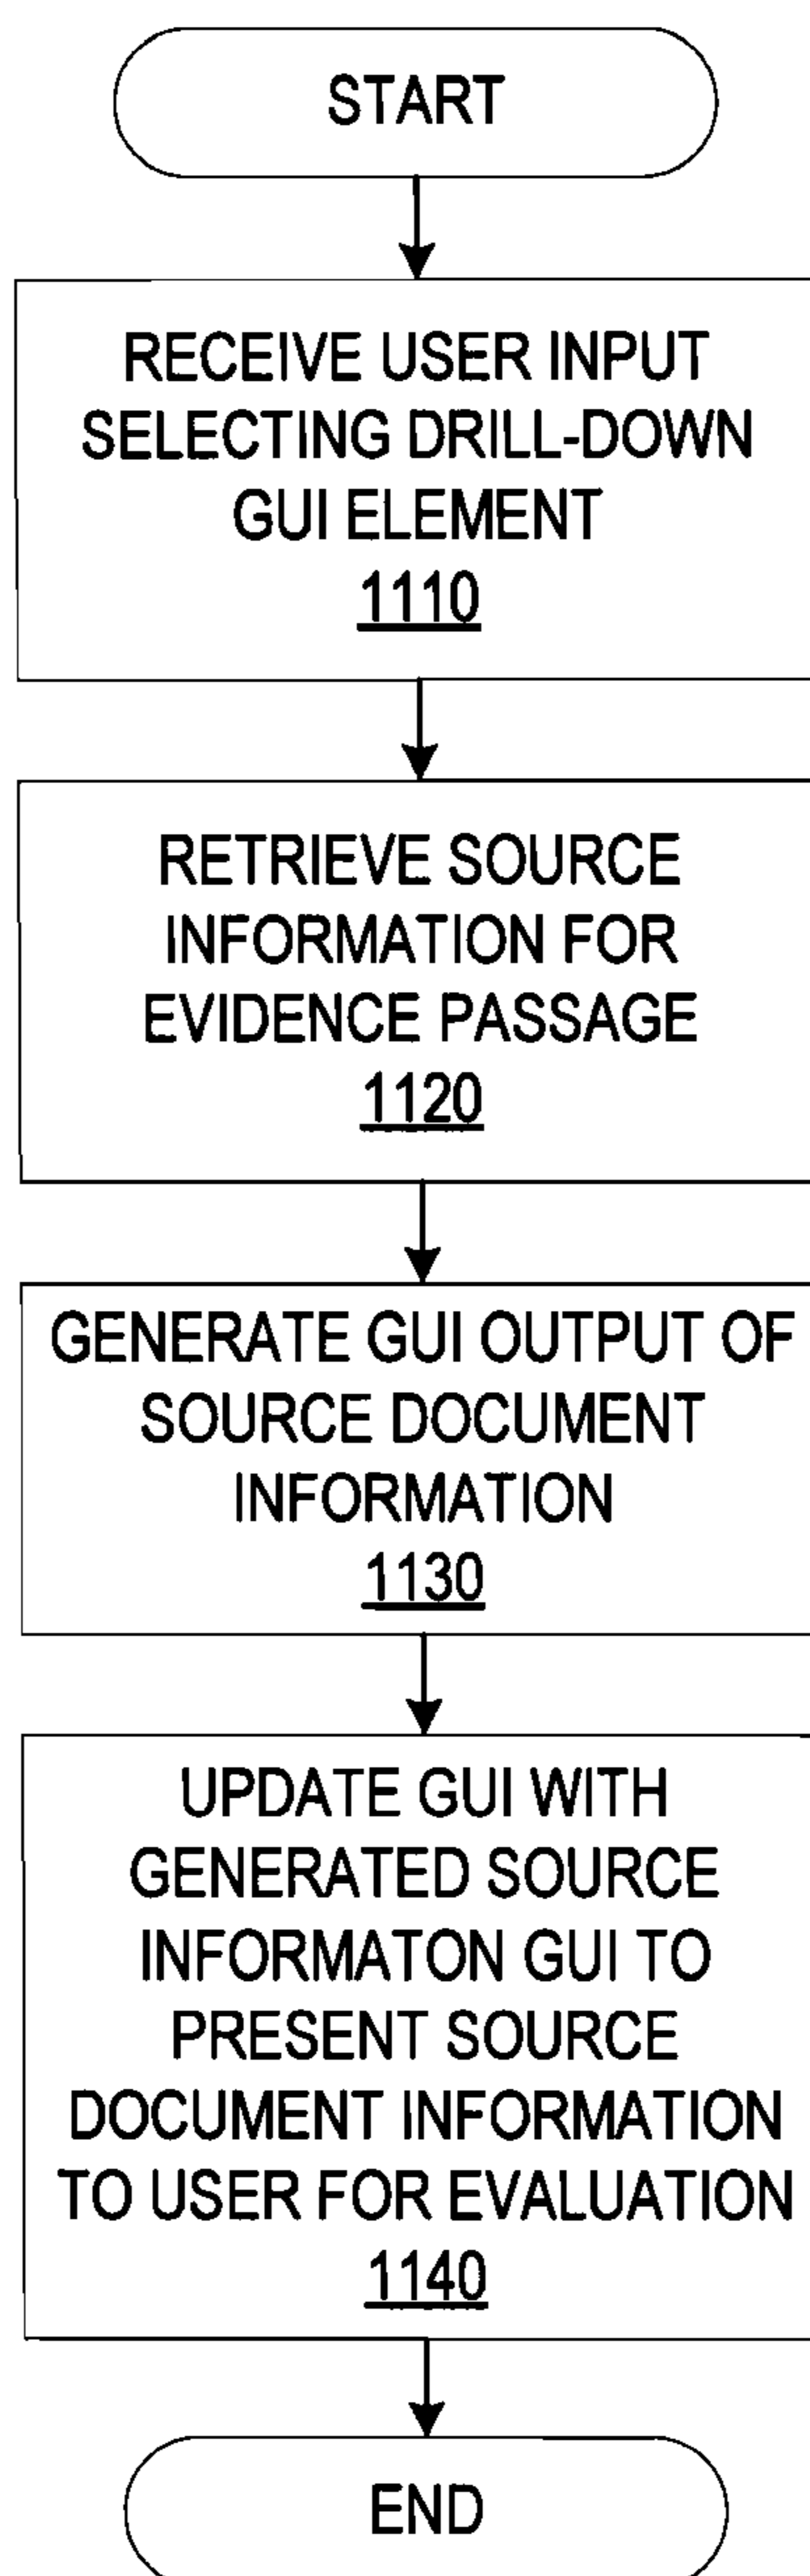 START
RECEIVE USER INPUT
SELECTING DRILL-DOWN
GUI ELEMENT
1110
RETRIEVE SOURCE
INFORMATION FOR
EVIDENCE PASSAGE
1120
GENERATE GUI OUTPUT OF
SOURCE DOCUMENT
INFORMATION
1130
UPDATE GUI WITH
GENERATED SOURCE
INFORMATON GUI TO
PRESENT SOURCE
DOCUMENT INFORMATION
TO USER FOR EVALUATION
1140
END